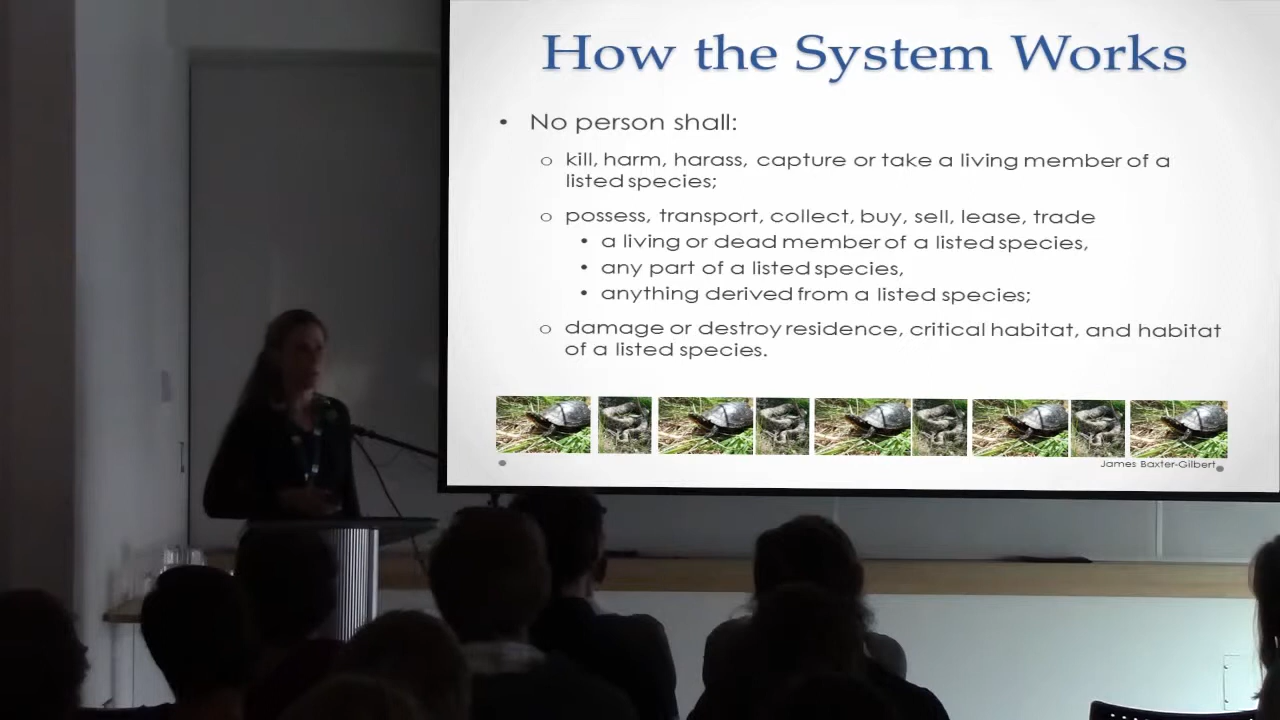 How the System Works
• No person shall:
o kill, harm, harass, capture or take a living member of a
listed species;
o possess, transport, collect, buy, sell, lease, trade
• a living or dead member of a listed species,
• any part of a listed species,
• anything derived from a listed species;
o damage or destroy residence, critical habitat, and habitat
of a listed species.
James Baxter-Gilbert